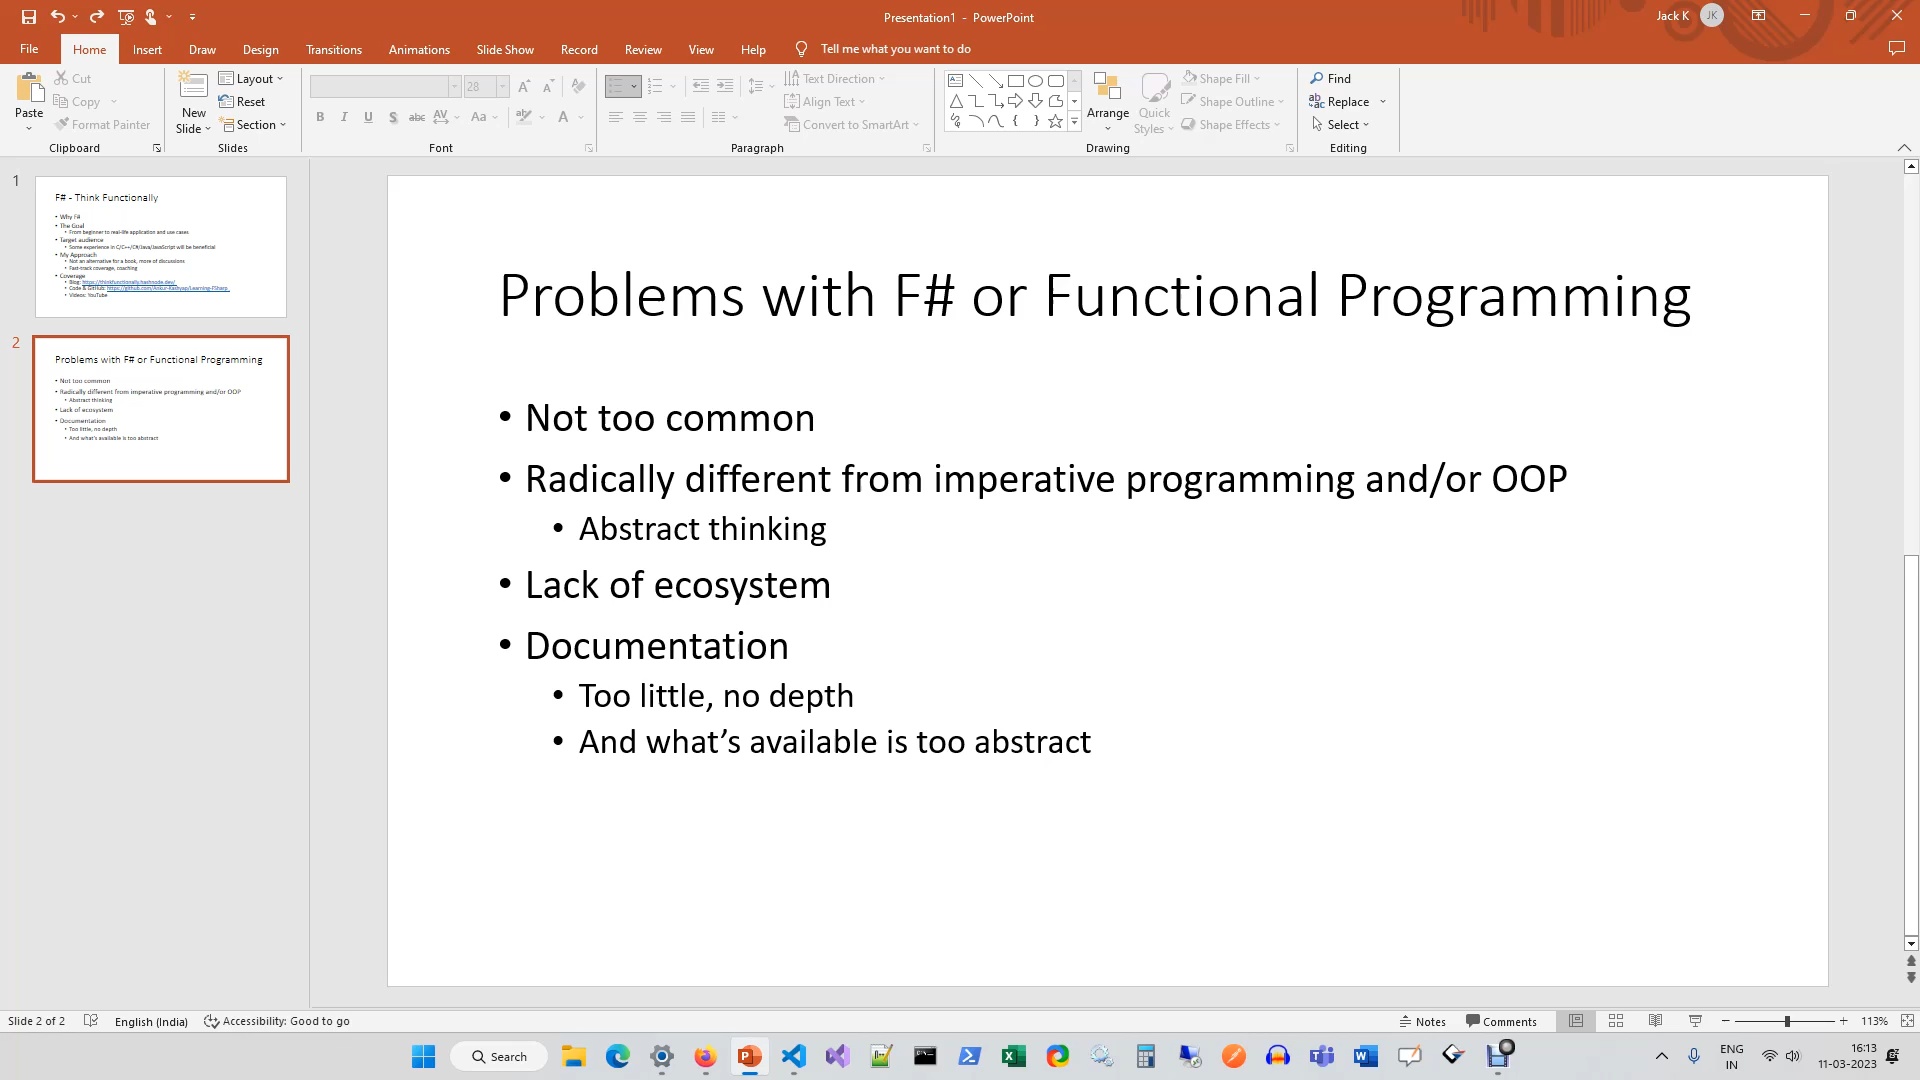 Presentation1 - PowerPoint
Jack K
JK
File
Home
Insert
Draw
Design
Transitions
Animations
Slide Show
Record
Review
View
Help
Tell me what you want to do
Paste
Cut
Copy
Format Painter
Clipboard
New Slide
Layout
Reset
Section
Slides
28
Font
Text Direction
Align Text
Convert to SmartArt
Paragraph
Arrange
Quick Styles
Shape Fill
Shape Outline
Shape Effects
Drawing
Find
Replace
Select
Editing
1
F# - Think Functionally
• Why F#
• The Goal
• From beginner to real-life application and use cases
• Target audience
• Some experience in C/C++/C#/Java/JavaScript will be beneficial
• My Approach
• Not an alternative for a book, more of discussions
• Fast-track coverage, coaching
• Coverage
• Blog: https://thinkfunctionally.hashnode.dev/
• Code & GitHub: https://github.com/Ankur-Kashyap/Learning-FSharp
• Videos: YouTube
2
Problems with F# or Functional Programming
• Not too common
• Radically different from imperative programming and/or OOP
• Abstract thinking
• Lack of ecosystem
• Documentation
• Too little, no depth
• And what's available is too abstract
Problems with F# or Functional Programming
• Not too common
• Radically different from imperative programming and/or OOP
• Abstract thinking
• Lack of ecosystem
• Documentation
• Too little, no depth
• And what’s available is too abstract
Slide 2 of 2
English (India)
Accessibility: Good to go
Notes
Comments
113%
Search
ENG
IN
16:13
11-03-2023